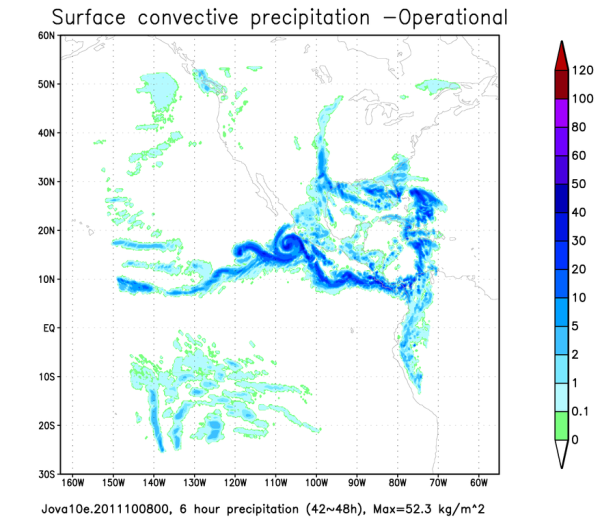 Surface convective precipitation −Operational
60N
50N
40N
30N
20N
10N
EQ
10S
20S
30S
160W 150W 140W 130W 120W 110W 100W 90W 80W 70W 60W
120
100
80
70
60
50
40
30
20
10
5
2
1
0.1
0
Jova10e.2011100800, 6 hour precipitation (42~48h), Max=52.3 kg/m^2